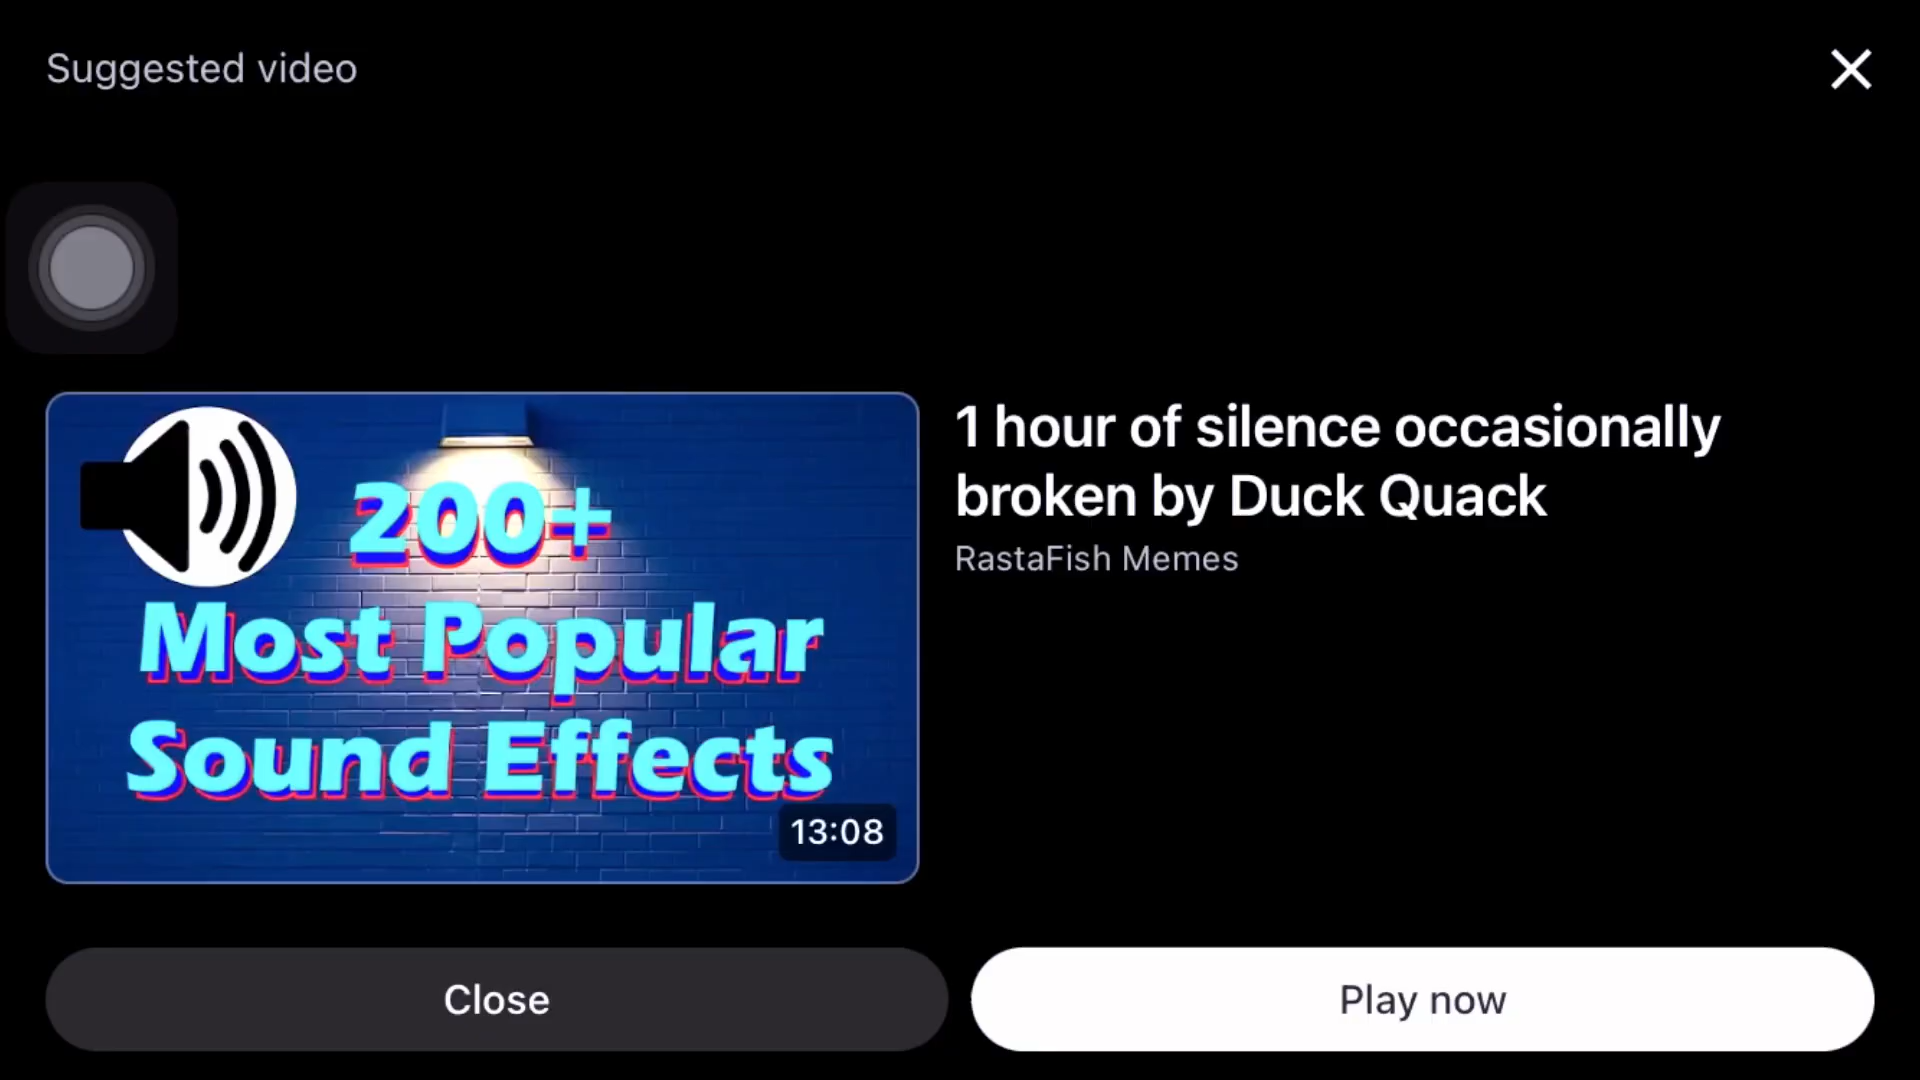 Suggested video
200+
Most Popular
Sound Effects
13:08
1 hour of silence occasionally
broken by Duck Quack
RastaFish Memes
Close
Play now